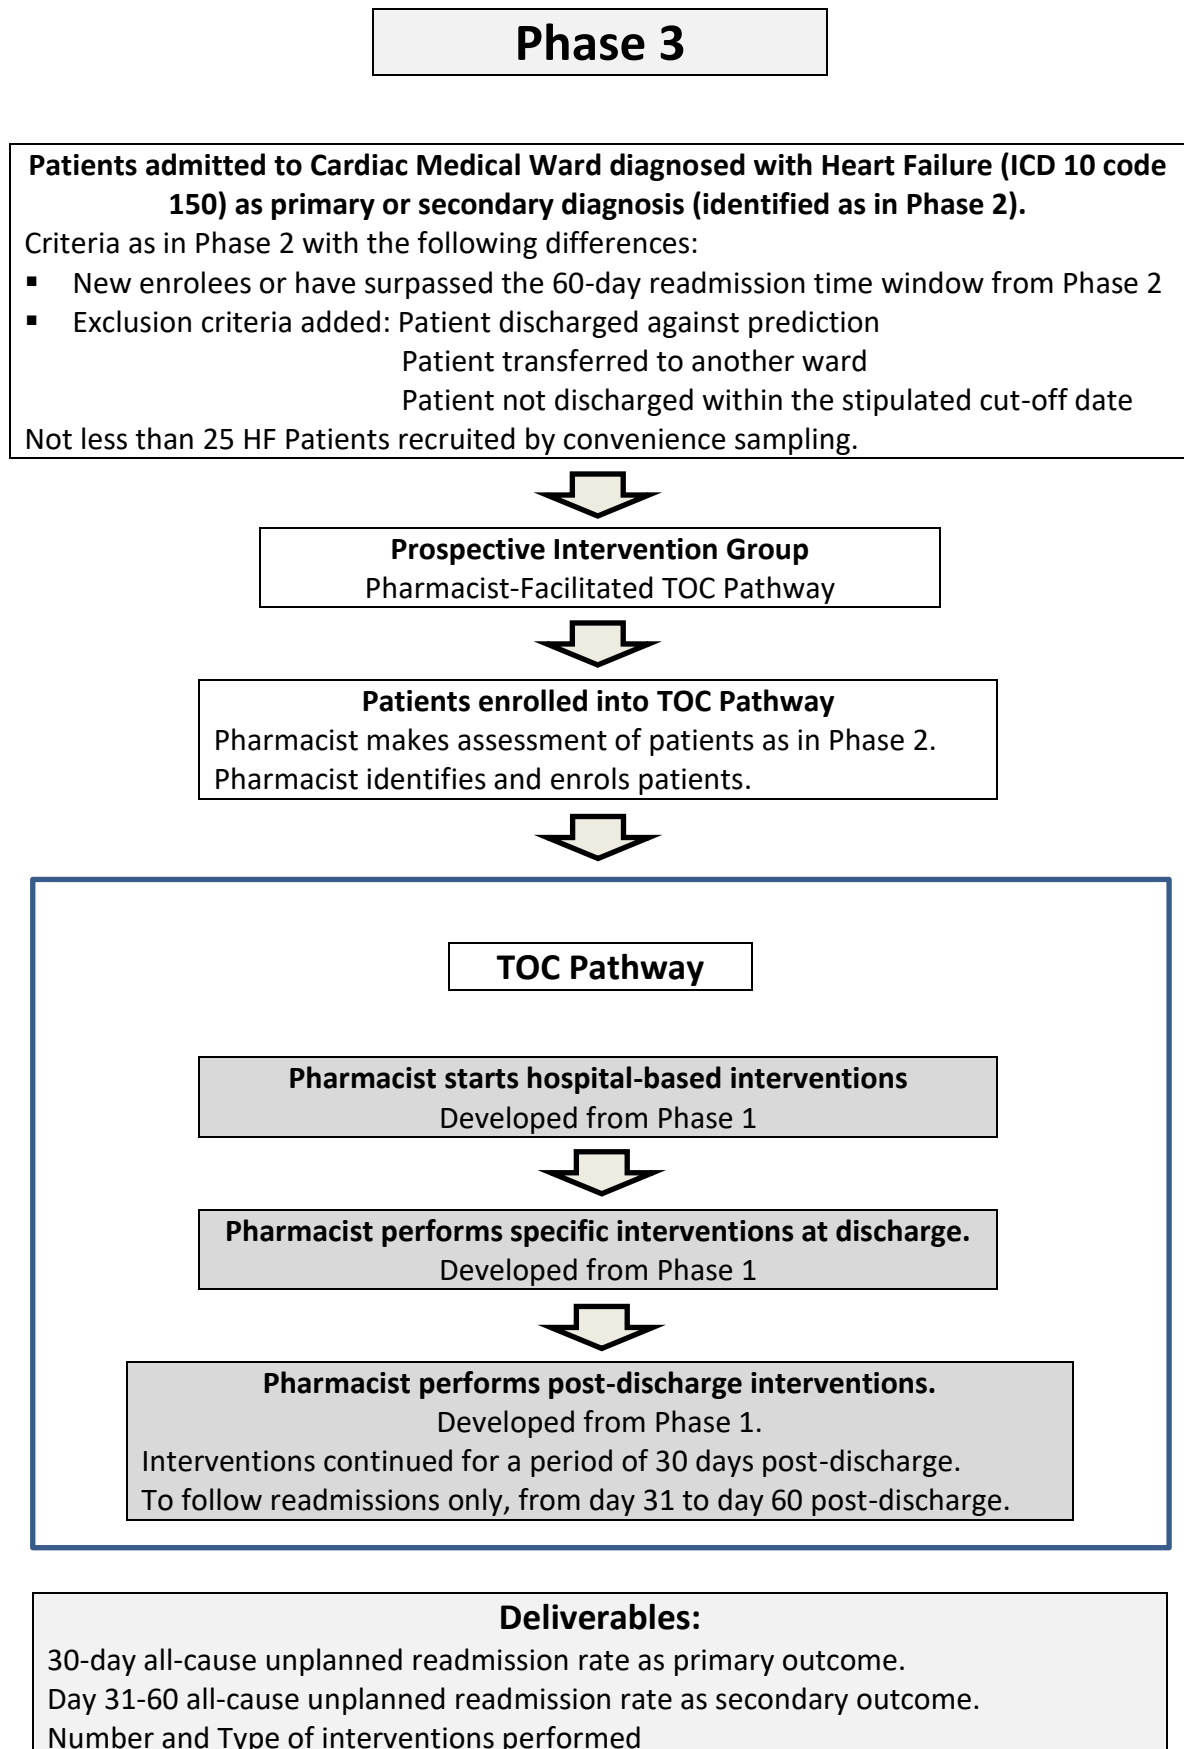 Phase 3
Patients admitted to Cardiac Medical Ward diagnosed with Heart Failure (ICD 10 code
150) as primary or secondary diagnosis (identified as in Phase 2).
Criteria as in Phase 2 with the following differences:
▪ New enrolees or have surpassed the 60-day readmission time window from Phase 2
▪ Exclusion criteria added: Patient discharged against prediction
Patient transferred to another ward
Patient not discharged within the stipulated cut-off date
Not less than 25 HF Patients recruited by convenience sampling.
Prospective Intervention Group
Pharmacist-Facilitated TOC Pathway
Patients enrolled into TOC Pathway
Pharmacist makes assessment of patients as in Phase 2.
Pharmacist identifies and enrols patients.
TOC Pathway
Pharmacist starts hospital-based interventions
Developed from Phase 1
Pharmacist performs specific interventions at discharge.
Developed from Phase 1
Pharmacist performs post-discharge interventions.
Developed from Phase 1.
Interventions continued for a period of 30 days post-discharge.
To follow readmissions only, from day 31 to day 60 post-discharge.
Deliverables:
30-day all-cause unplanned readmission rate as primary outcome.
Day 31-60 all-cause unplanned readmission rate as secondary outcome.
Number and Type of interventions performed